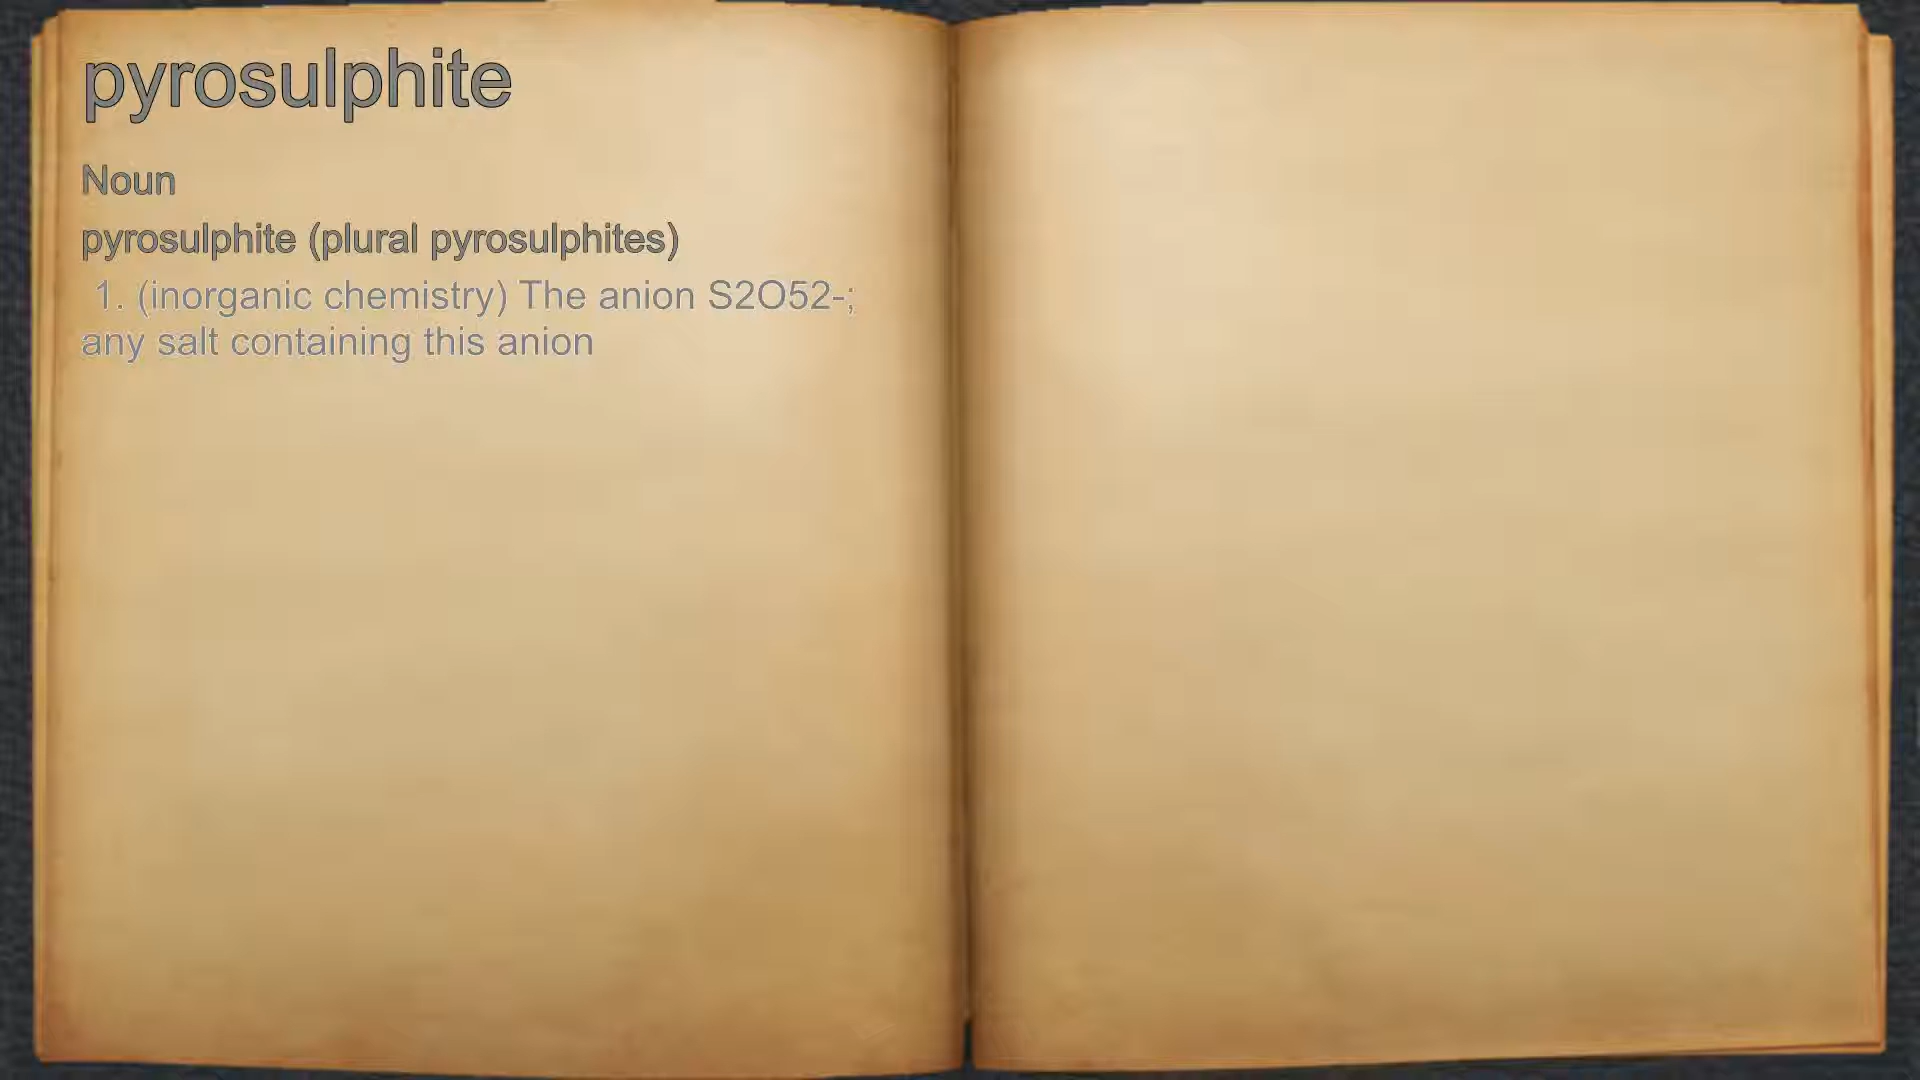 pyrosulphite
Noun
pyrosulphite (plural pyrosulphites)
1. (inorganic chemistry) The anion S2O52-;
any salt containing this anion